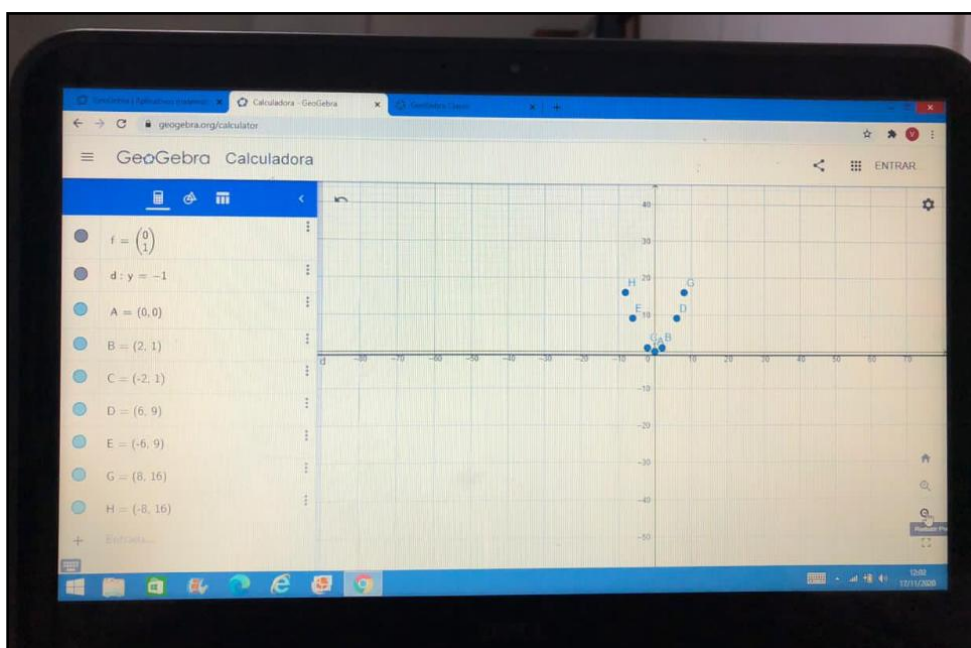 Calculadora - GeoGebra
geogebra.org/calculator
GeoGebra Calculadora
ENTRAR
f = (0
1)
d : y = −1
A = (0, 0)
B = (2, 1)
C = (-2, 1)
D = (6, 9)
E = (-6, 9)
G = (8, 16)
H = (-8, 16)
Entrada...
40
30
H 20 G
E 10 D
C A B
d −80 −70 −60 −50 −40 −30 −20 −10 0 10 20 30 40 50 60 70
−10
−20
−30
−40
−50
12:02
17/11/2020